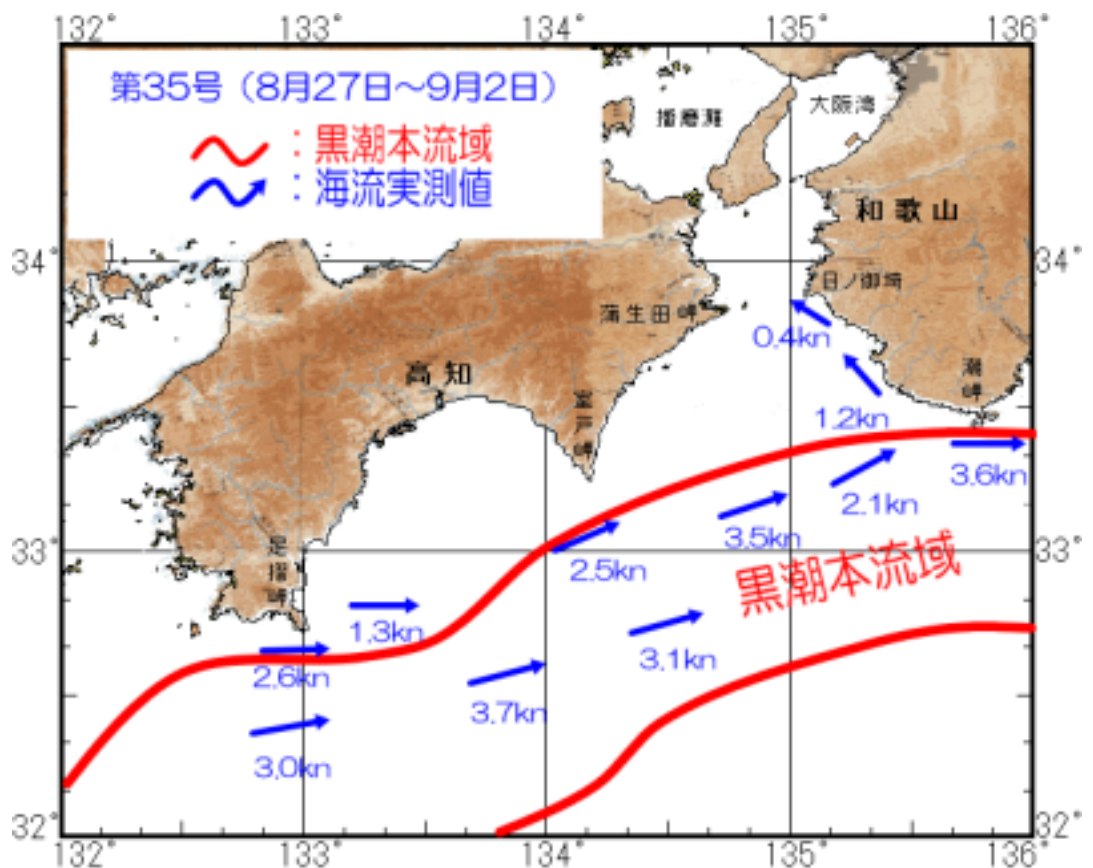 132°
133°
134°
135°
136°
第35号（8月27日～9月2日）
：黒潮本流域
：海流実測値
播磨灘
大阪湾
和歌山
34°
34°
日ノ御埼
蒲生田岬
0.4kn
高知
潮岬
室戸岬
1.2kn
3.6kn
2.1kn
3.5kn
33°
33°
2.5kn
足摺岬
黒潮本流域
1.3kn
3.1kn
2.6kn
3.7kn
3.0kn
32°
32°
132°
133°
134°
135°
136°